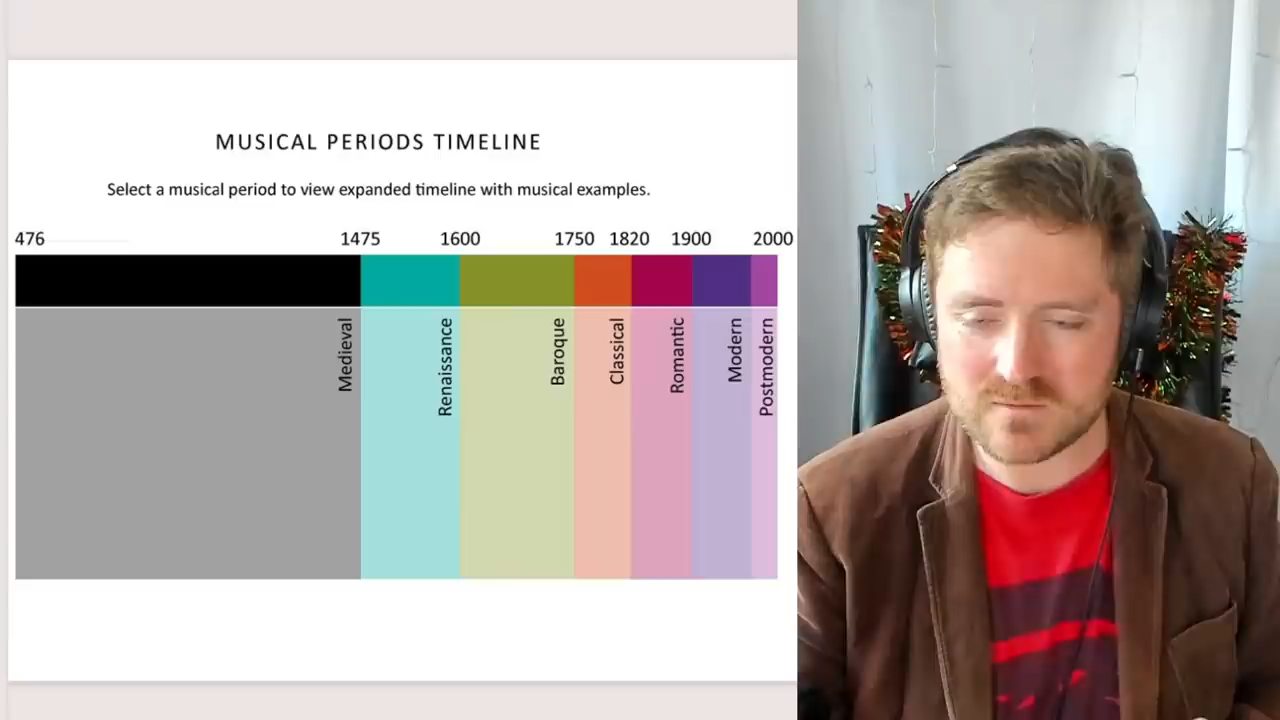 MUSICAL PERIODS TIMELINE
Select a musical period to view expanded timeline with musical examples.
476 1475 1600 1750 1820 1900 2000
Medieval
Renaissance
Baroque
Classical
Romantic
Modern
Postmodern